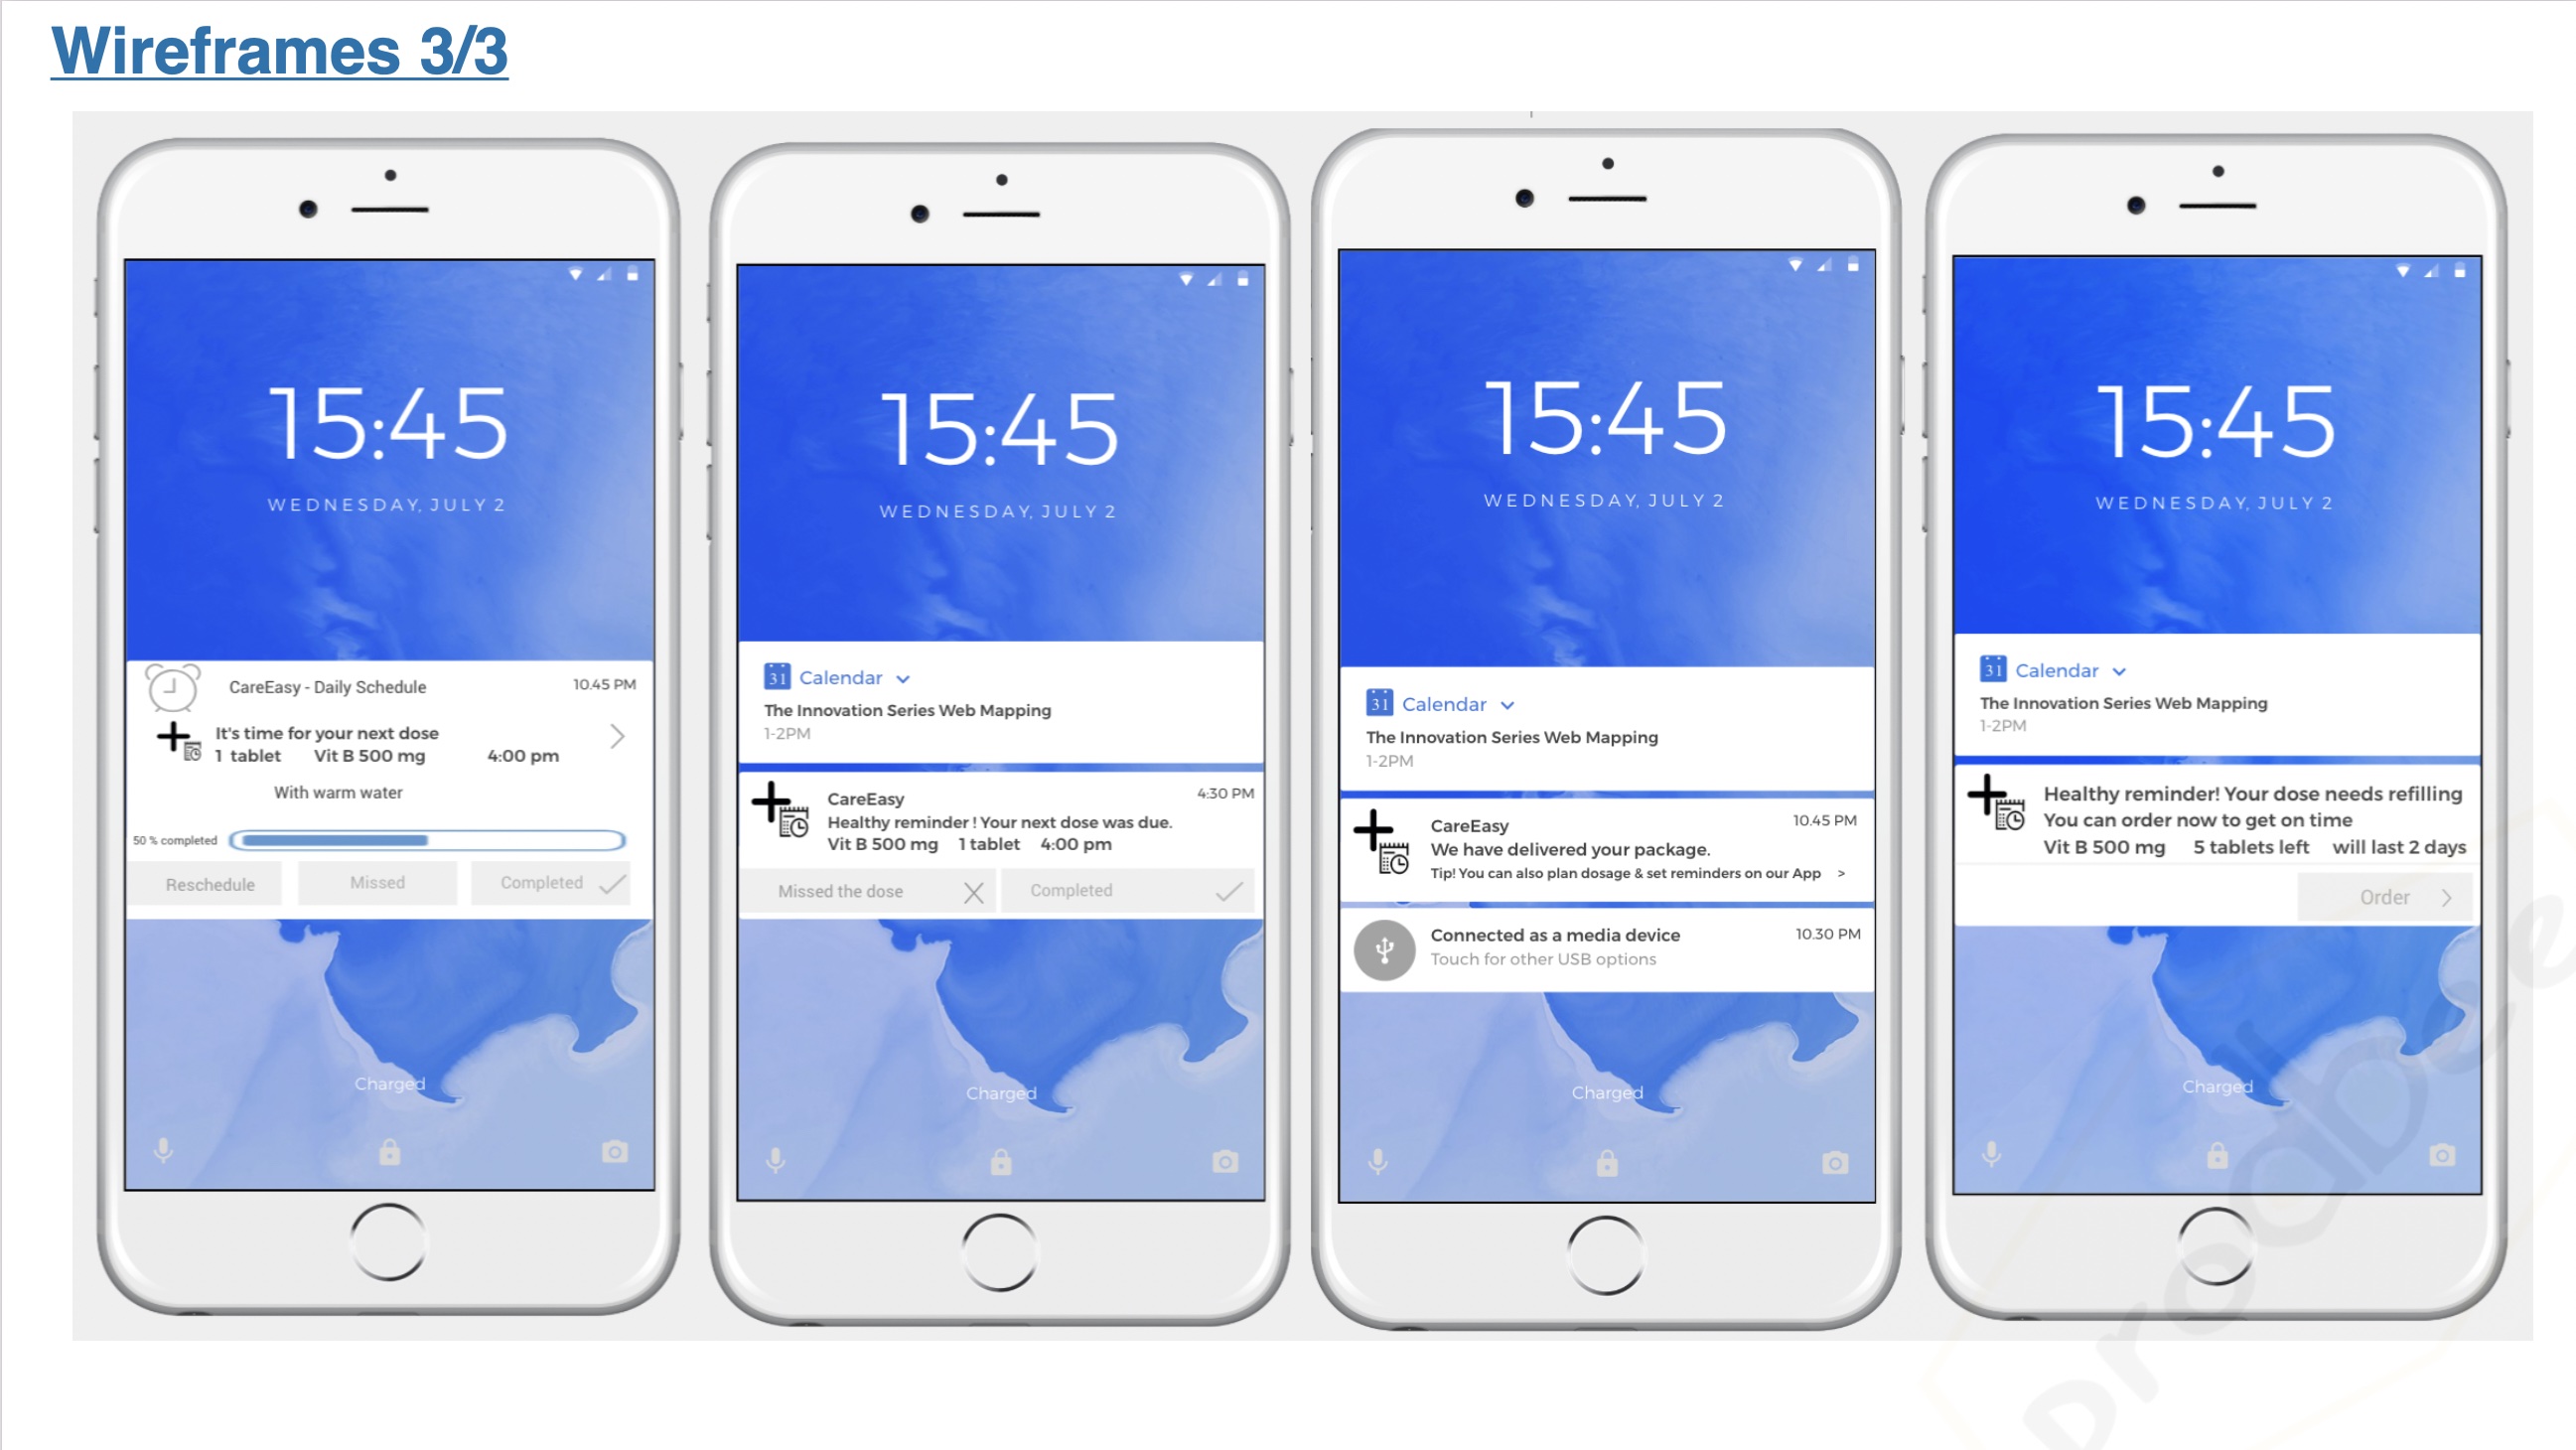 Wireframes 3/3
15:45
WEDNESDAY, JULY 2
CareEasy - Daily Schedule 10.45 PM
It's time for your next dose
1 tablet Vit B 500 mg 4:00 pm
With warm water
50 % completed
Reschedule Missed Completed
Charged
15:45
WEDNESDAY, JULY 2
31 Calendar
The Innovation Series Web Mapping
1-2PM
CareEasy 4:30 PM
Healthy reminder ! Your next dose was due.
Vit B 500 mg 1 tablet 4:00 pm
Missed the dose Completed
Charged
15:45
WEDNESDAY, JULY 2
31 Calendar
The Innovation Series Web Mapping
1-2PM
CareEasy 10.45 PM
We have delivered your package.
Tip! You can also plan dosage & set reminders on our App >
Connected as a media device 10.30 PM
Touch for other USB options
Charged
15:45
WEDNESDAY, JULY 2
31 Calendar
The Innovation Series Web Mapping
1-2PM
Healthy reminder! Your dose needs refilling
You can order now to get on time
Vit B 500 mg 5 tablets left will last 2 days
Order >
Charged
prodbee